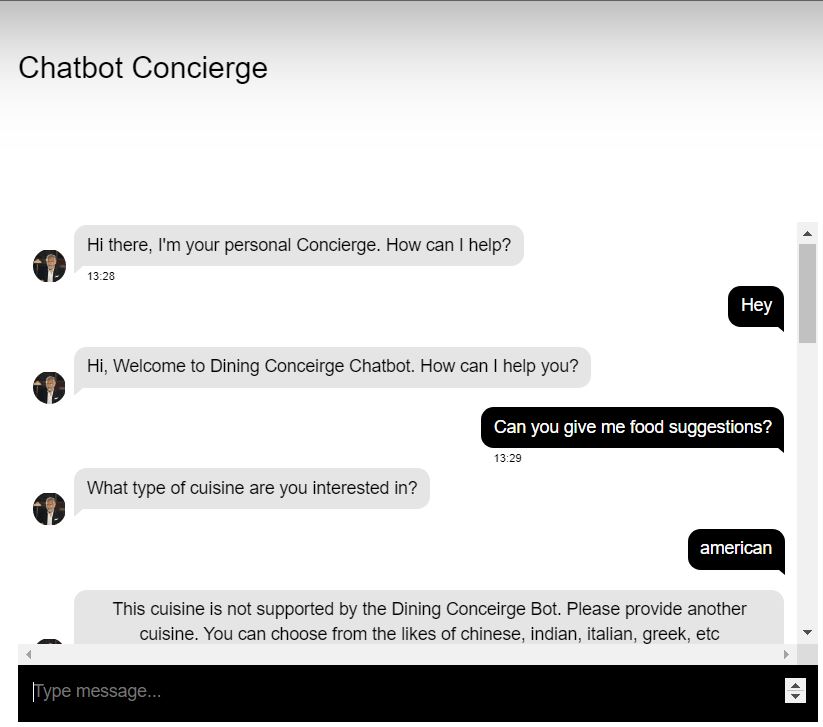 Chatbot Concierge
Hi there, I'm your personal Concierge. How can I help?
13:28
Hey
Hi, Welcome to Dining Conceirge Chatbot. How can I help you?
Can you give me food suggestions?
13:29
What type of cuisine are you interested in?
american
This cuisine is not supported by the Dining Conceirge Bot. Please provide another
cuisine. You can choose from the likes of chinese, indian, italian, greek, etc
Type message...